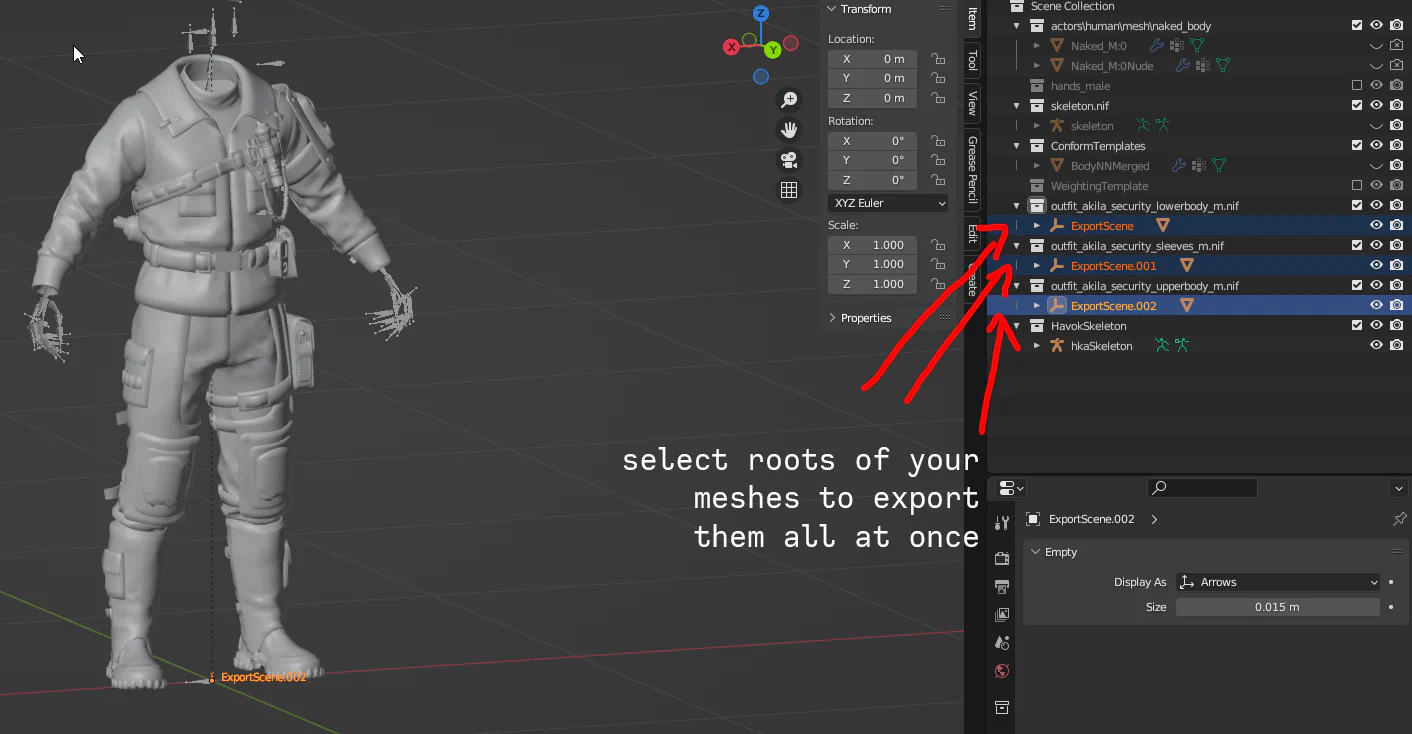 Scene Collection
Transform
actors\human\mesh\naked_body
Location:
Naked_M:0
X 0 m
Naked_M:0Nude
Y 0 m
hands_male
Z 0 m
skeleton.nif
Rotation:
skeleton
X 0°
ConformTemplates
Y 0°
BodyNNMerged
Z 0°
WeightingTemplate
XYZ Euler
outfit_akila_security_lowerbody_m.nif
Scale:
ExportScene
X 1.000
outfit_akila_security_sleeves_m.nif
Y 1.000
ExportScene.001
Z 1.000
outfit_akila_security_upperbody_m.nif
ExportScene.002
Properties
HavokSkeleton
hkaSkeleton
Item
Tool
View
Grease Pencil
Edit
Create
X
Y
Z
select roots of your
meshes to export
them all at once
ExportScene.002
Empty
Display As Arrows
Size 0.015 m
ExportScene.002